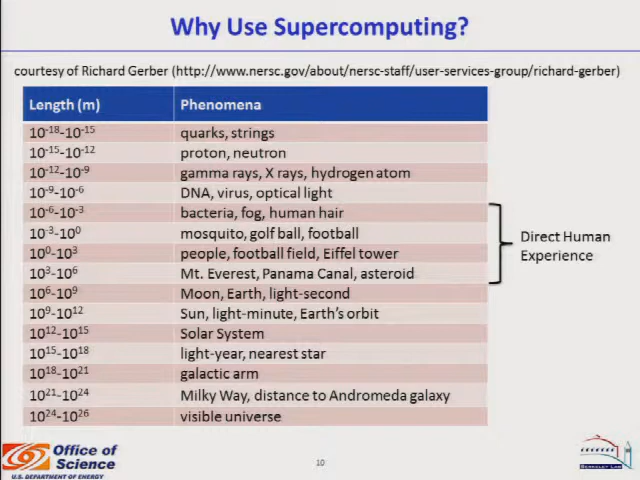 Why Use Supercomputing?
courtesy of Richard Gerber (http://www.nersc.gov/about/nersc-staff/user-services-group/richard-gerber)
Length (m) Phenomena
10⁻¹⁸-10⁻¹⁵ quarks, strings
10⁻¹⁵-10⁻¹² proton, neutron
10⁻¹²-10⁻⁹ gamma rays, X rays, hydrogen atom
10⁻⁹-10⁻⁶ DNA, virus, optical light
10⁻⁶-10⁻³ bacteria, fog, human hair
10⁻³-10⁰ mosquito, golf ball, football
10⁰-10³ people, football field, Eiffel tower
10³-10⁶ Mt. Everest, Panama Canal, asteroid
10⁶-10⁹ Moon, Earth, light-second
10⁹-10¹² Sun, light-minute, Earth's orbit
10¹²-10¹⁵ Solar System
10¹⁵-10¹⁸ light-year, nearest star
10¹⁸-10²¹ galactic arm
10²¹-10²⁴ Milky Way, distance to Andromeda galaxy
10²⁴-10²⁶ visible universe
Direct Human
Experience
Office of
Science
U.S. DEPARTMENT OF ENERGY
10
BERKELEY LAB